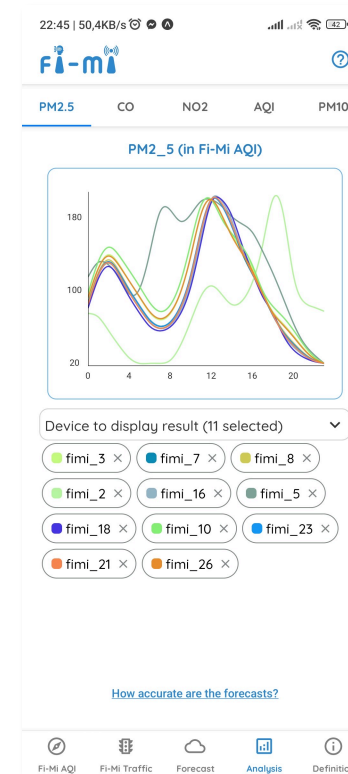 22:45 | 50,4KB/s
42
Fi-mi
PM2.5 CO NO2 AQI PM10
PM2_5 (in Fi-Mi AQI)
180
100
20
0 4 8 12 16 20
Device to display result (11 selected)
fimi_3 × fimi_7 × fimi_8 ×
fimi_2 × fimi_16 × fimi_5 ×
fimi_18 × fimi_10 × fimi_23 ×
fimi_21 × fimi_26 ×
How accurate are the forecasts?
Fi-Mi AQI Fi-Mi Traffic Forecast Analysis Definitio